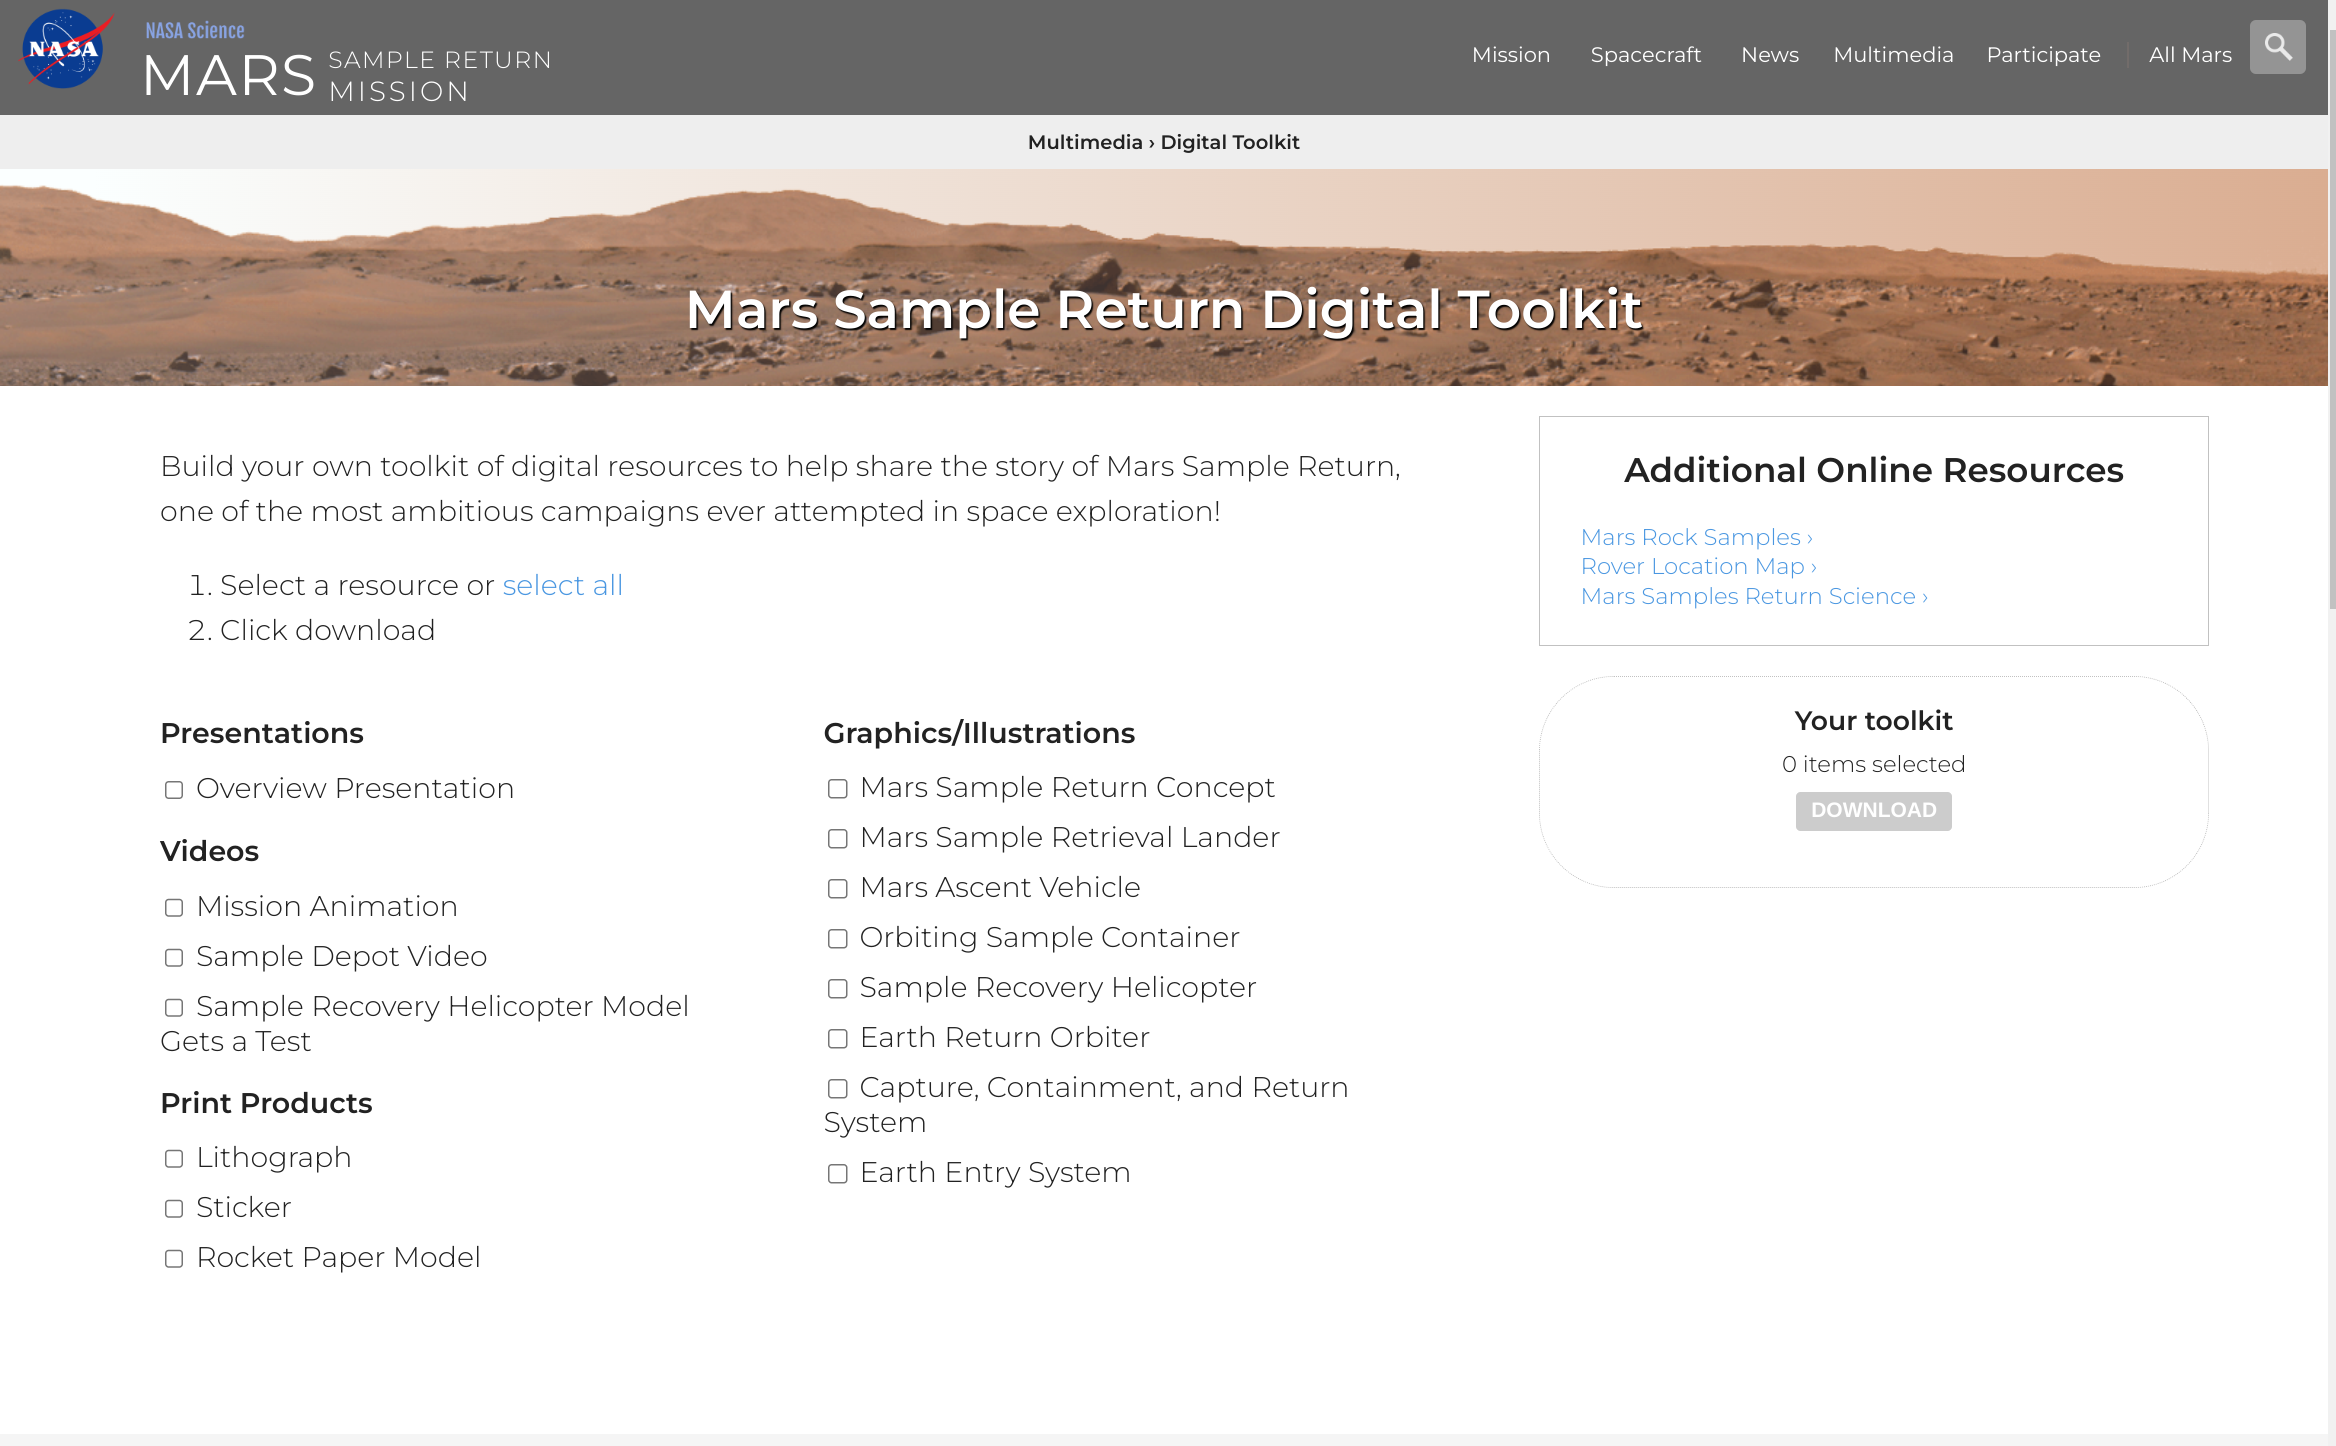 NASA
NASA Science
MARS SAMPLE RETURN
MISSION
Mission Spacecraft News Multimedia Participate All Mars
Multimedia › Digital Toolkit
Mars Sample Return Digital Toolkit
Build your own toolkit of digital resources to help share the story of Mars Sample Return,
one of the most ambitious campaigns ever attempted in space exploration!
1. Select a resource or select all
2. Click download
Presentations
Overview Presentation
Videos
Mission Animation
Sample Depot Video
Sample Recovery Helicopter Model
Gets a Test
Print Products
Lithograph
Sticker
Rocket Paper Model
Graphics/Illustrations
Mars Sample Return Concept
Mars Sample Retrieval Lander
Mars Ascent Vehicle
Orbiting Sample Container
Sample Recovery Helicopter
Earth Return Orbiter
Capture, Containment, and Return
System
Earth Entry System
Additional Online Resources
Mars Rock Samples ›
Rover Location Map ›
Mars Samples Return Science ›
Your toolkit
0 items selected
DOWNLOAD